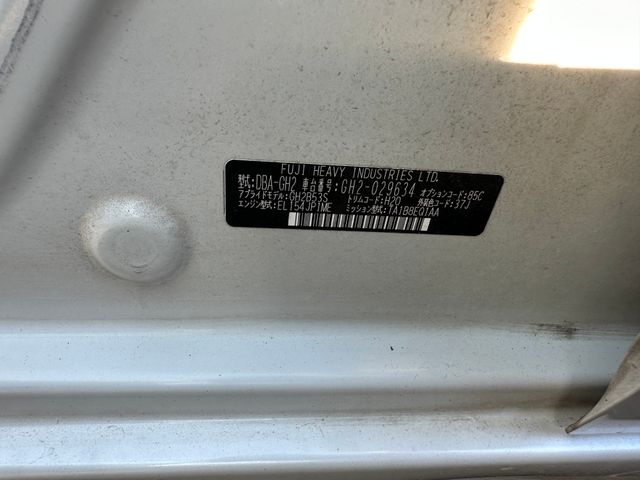 FUJI HEAVY INDUSTRIES LTD.
型式:DBA-GH2 車台番号:GH2-029634 オプションコード:85C
アプライドモデル:GH2B53S トリムコード:H20 外装色コード:37J
エンジン型式:EL154JP1ME ミッション型式:TA1B8EQ1AA